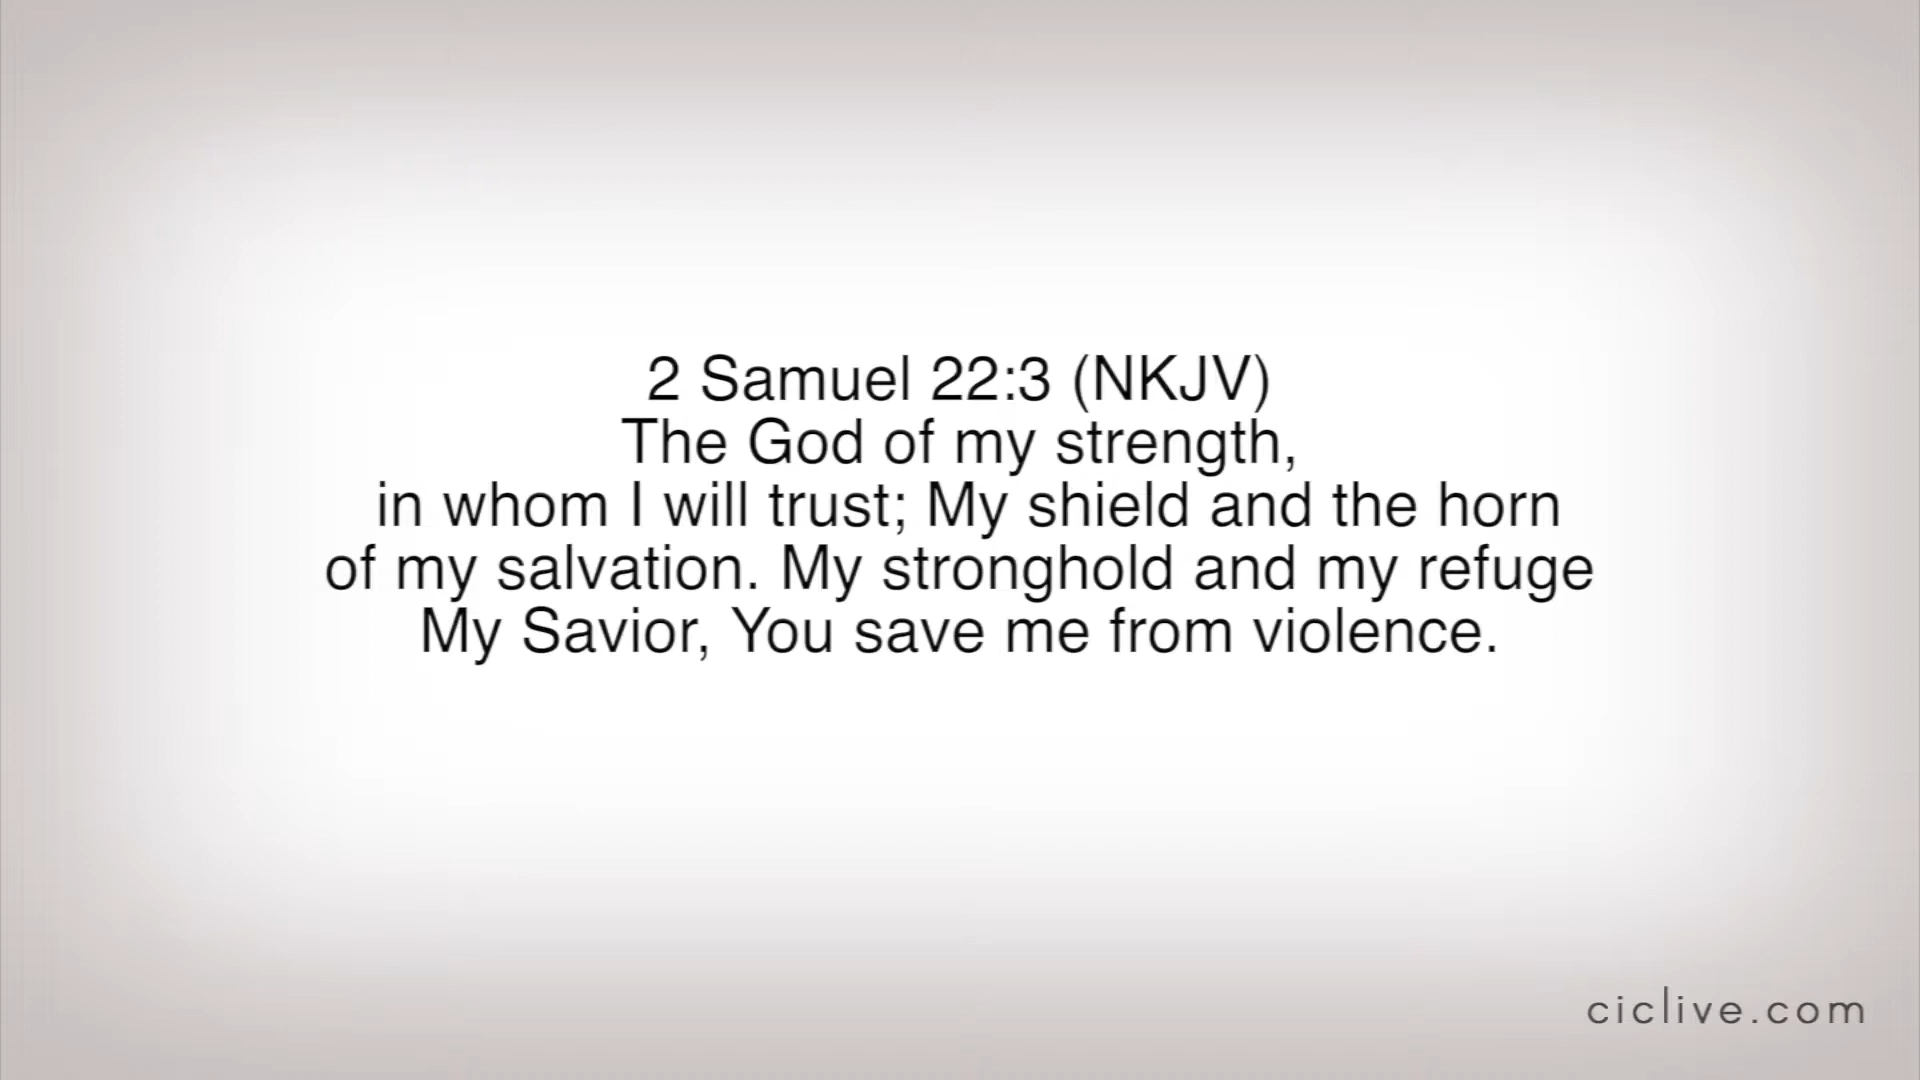 2 Samuel 22:3 (NKJV)
The God of my strength,
in whom I will trust; My shield and the horn
of my salvation. My stronghold and my refuge
My Savior, You save me from violence.
ciclive.com